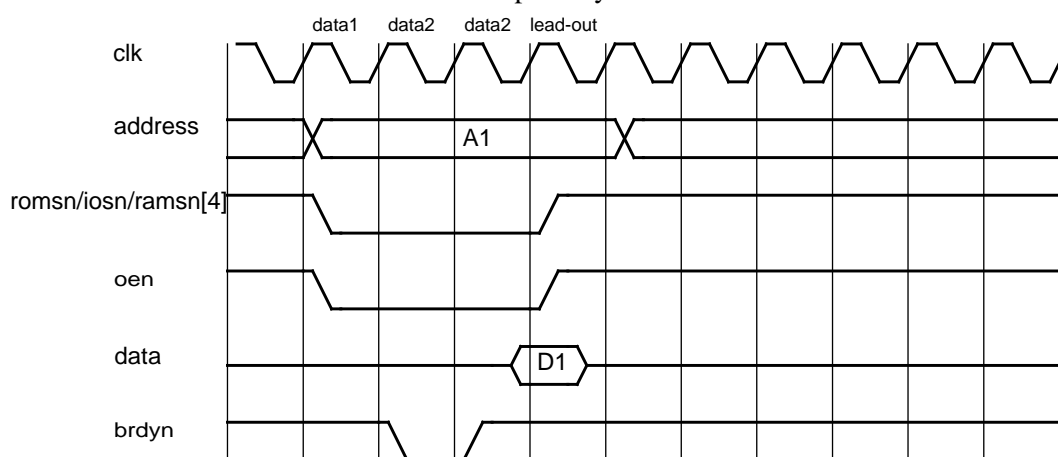 data1 data2 data2 lead-out
clk
address
A1
romsn/iosn/ramsn[4]
oen
data
D1
brdyn